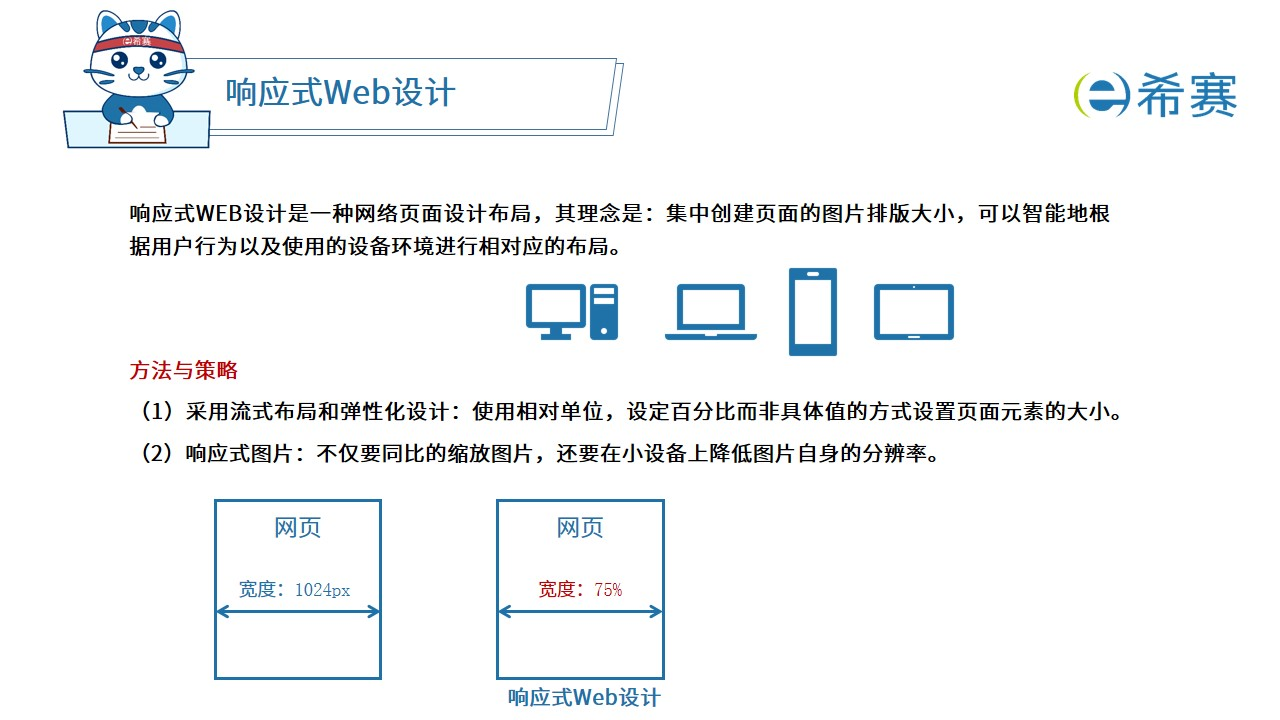 希赛
响应式Web设计
希赛
响应式WEB设计是一种网络页面设计布局，其理念是：集中创建页面的图片排版大小，可以智能地根
据用户行为以及使用的设备环境进行相对应的布局。
方法与策略
（1）采用流式布局和弹性化设计：使用相对单位，设定百分比而非具体值的方式设置页面元素的大小。
（2）响应式图片：不仅要同比的缩放图片，还要在小设备上降低图片自身的分辨率。
网页
网页
宽度：1024px
宽度：75%
响应式Web设计